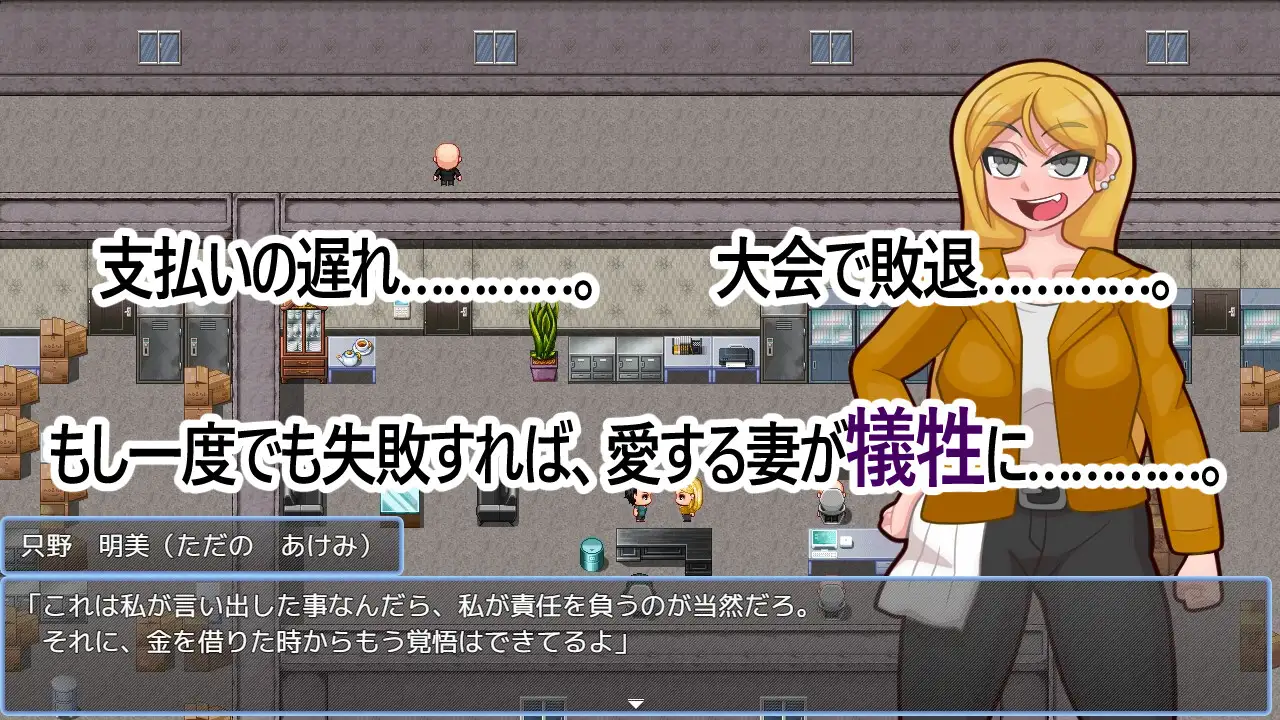 支払いの遅れ…………。
大会で敗退…………。
もし一度でも失敗すれば、愛する妻が犠牲に…………。
只野　明美（ただの　あけみ）
「これは私が言い出した事なんだら、私が責任を負うのが当然だろ。
それに、金を借りた時からもう覚悟はできてるよ」